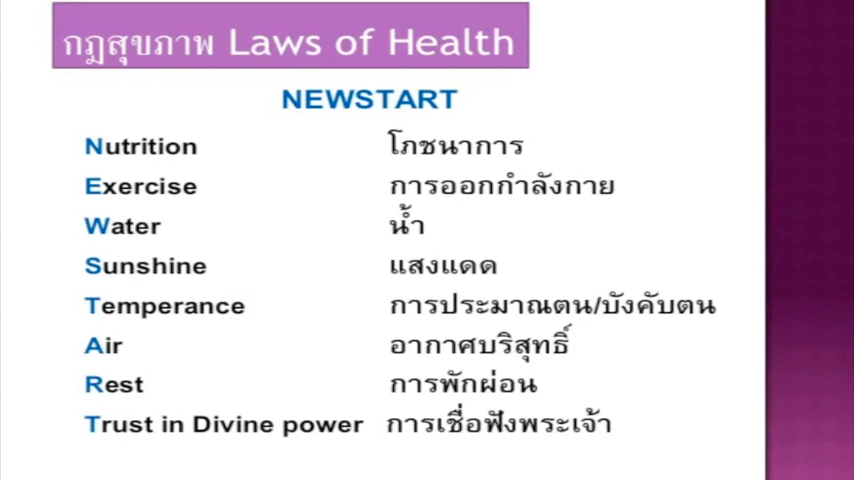 กฎสุขภาพ Laws of Health
NEWSTART
Nutrition โภชนาการ
Exercise การออกกำลังกาย
Water น้ำ
Sunshine แสงแดด
Temperance การประมาณตน/บังคับตน
Air อากาศบริสุทธิ์
Rest การพักผ่อน
Trust in Divine power การเชื่อฟังพระเจ้า